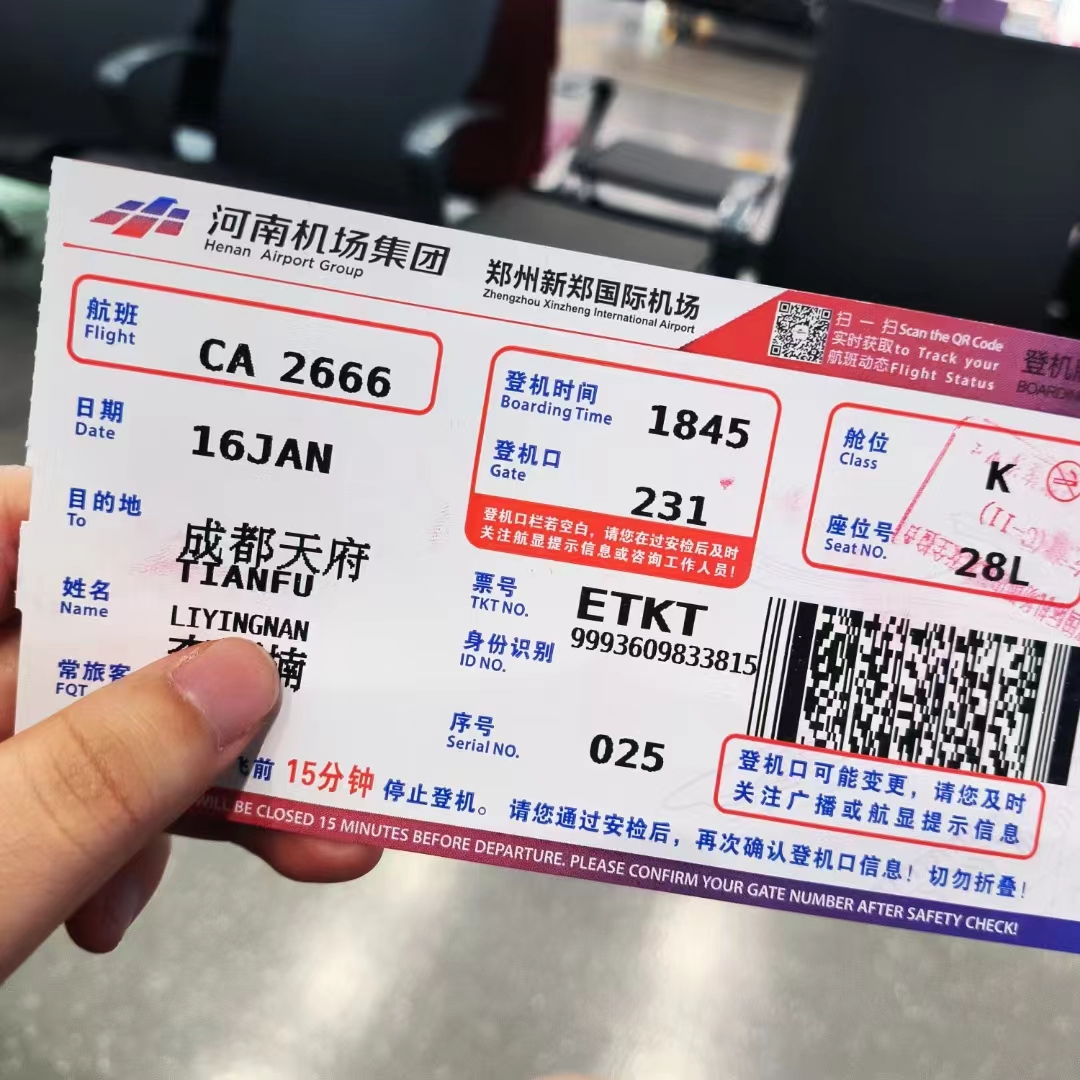 河南机场集团
Henan Airport Group
郑州新郑国际机场
Zhengzhou Xinzheng International Airport
扫一扫 Scan the QR Code
实时获取 to Track your
航班动态 Flight Status
登机
BOARDIN
航班
Flight
CA 2666
日期
Date
16JAN
目的地
To
成都天府
TIANFU
姓名
Name
LIYINGNAN
楠
常旅客
FQT
登机时间
Boarding Time
1845
登机口
Gate
231
登机口栏若空白，请您在过安检后及时
关注航显提示信息或咨询工作人员！
舱位
Class
K
座位号
Seat NO.
28L
票号
TKT NO.
ETKT
身份识别
ID NO.
9993609833815
序号
Serial NO.
025
登机口可能变更，请您及时
关注广播或航显提示信息
飞前 15分钟 停止登机。 请您通过安检后，再次确认登机口信息！切勿折叠！
WILL BE CLOSED 15 MINUTES BEFORE DEPARTURE. PLEASE CONFIRM YOUR GATE NUMBER AFTER SAFETY CHECK!